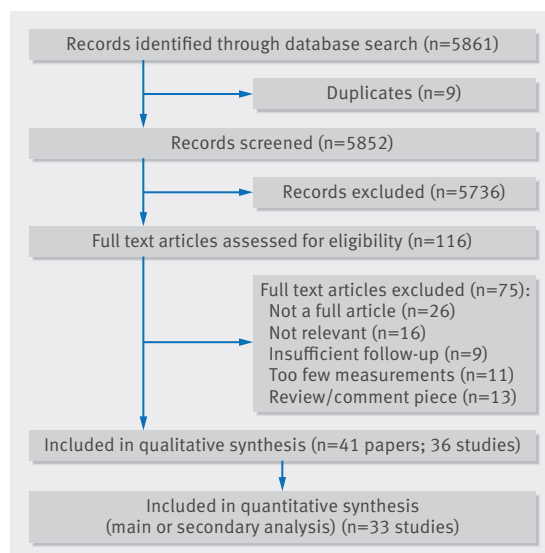 Records identified through database search (n=5861)
Duplicates (n=9)
Records screened (n=5852)
Records excluded (n=5736)
Full text articles assessed for eligibility (n=116)
Full text articles excluded (n=75):
Not a full article (n=26)
Not relevant (n=16)
Insufficient follow-up (n=9)
Too few measurements (n=11)
Review/comment piece (n=13)
Included in qualitative synthesis (n=41 papers; 36 studies)
Included in quantitative synthesis
(main or secondary analysis) (n=33 studies)